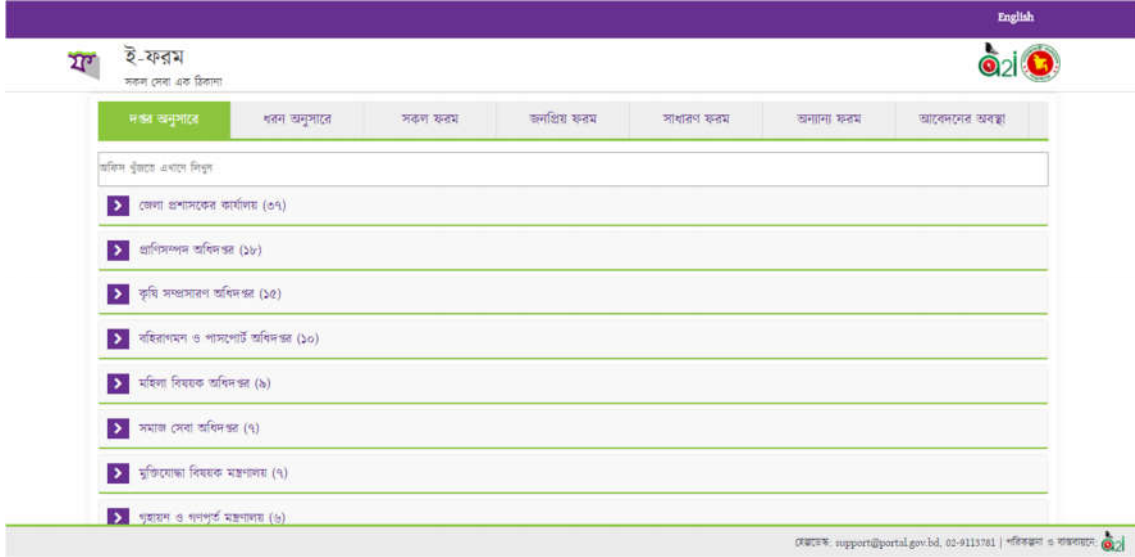 English
ই-ফরম
সকল সেবা এক ঠিকানা
a2i
দপ্তর অনুসারে
ধরন অনুসারে
সকল ফরম
জনপ্রিয় ফরম
সাধারণ ফরম
অন্যান্য ফরম
আবেদনের অবস্থা
অফিস খুঁজতে এখানে লিখুন
জেলা প্রশাসকের কার্যালয় (৩৭)
প্রাণিসম্পদ অধিদপ্তর (১৮)
কৃষি সম্প্রসারণ অধিদপ্তর (১৫)
বহিরাগমন ও পাসপোর্ট অধিদপ্তর (১০)
মহিলা বিষয়ক অধিদপ্তর (৯)
সমাজ সেবা অধিদপ্তর (৭)
মুক্তিযোদ্ধা বিষয়ক মন্ত্রণালয় (৭)
গৃহায়ন ও গণপূর্ত মন্ত্রণালয় (৬)
হেল্পডেস্ক: support@portal.gov.bd, 02-9113781 | পরিকল্পনা ও বাস্তবায়নে: a2i